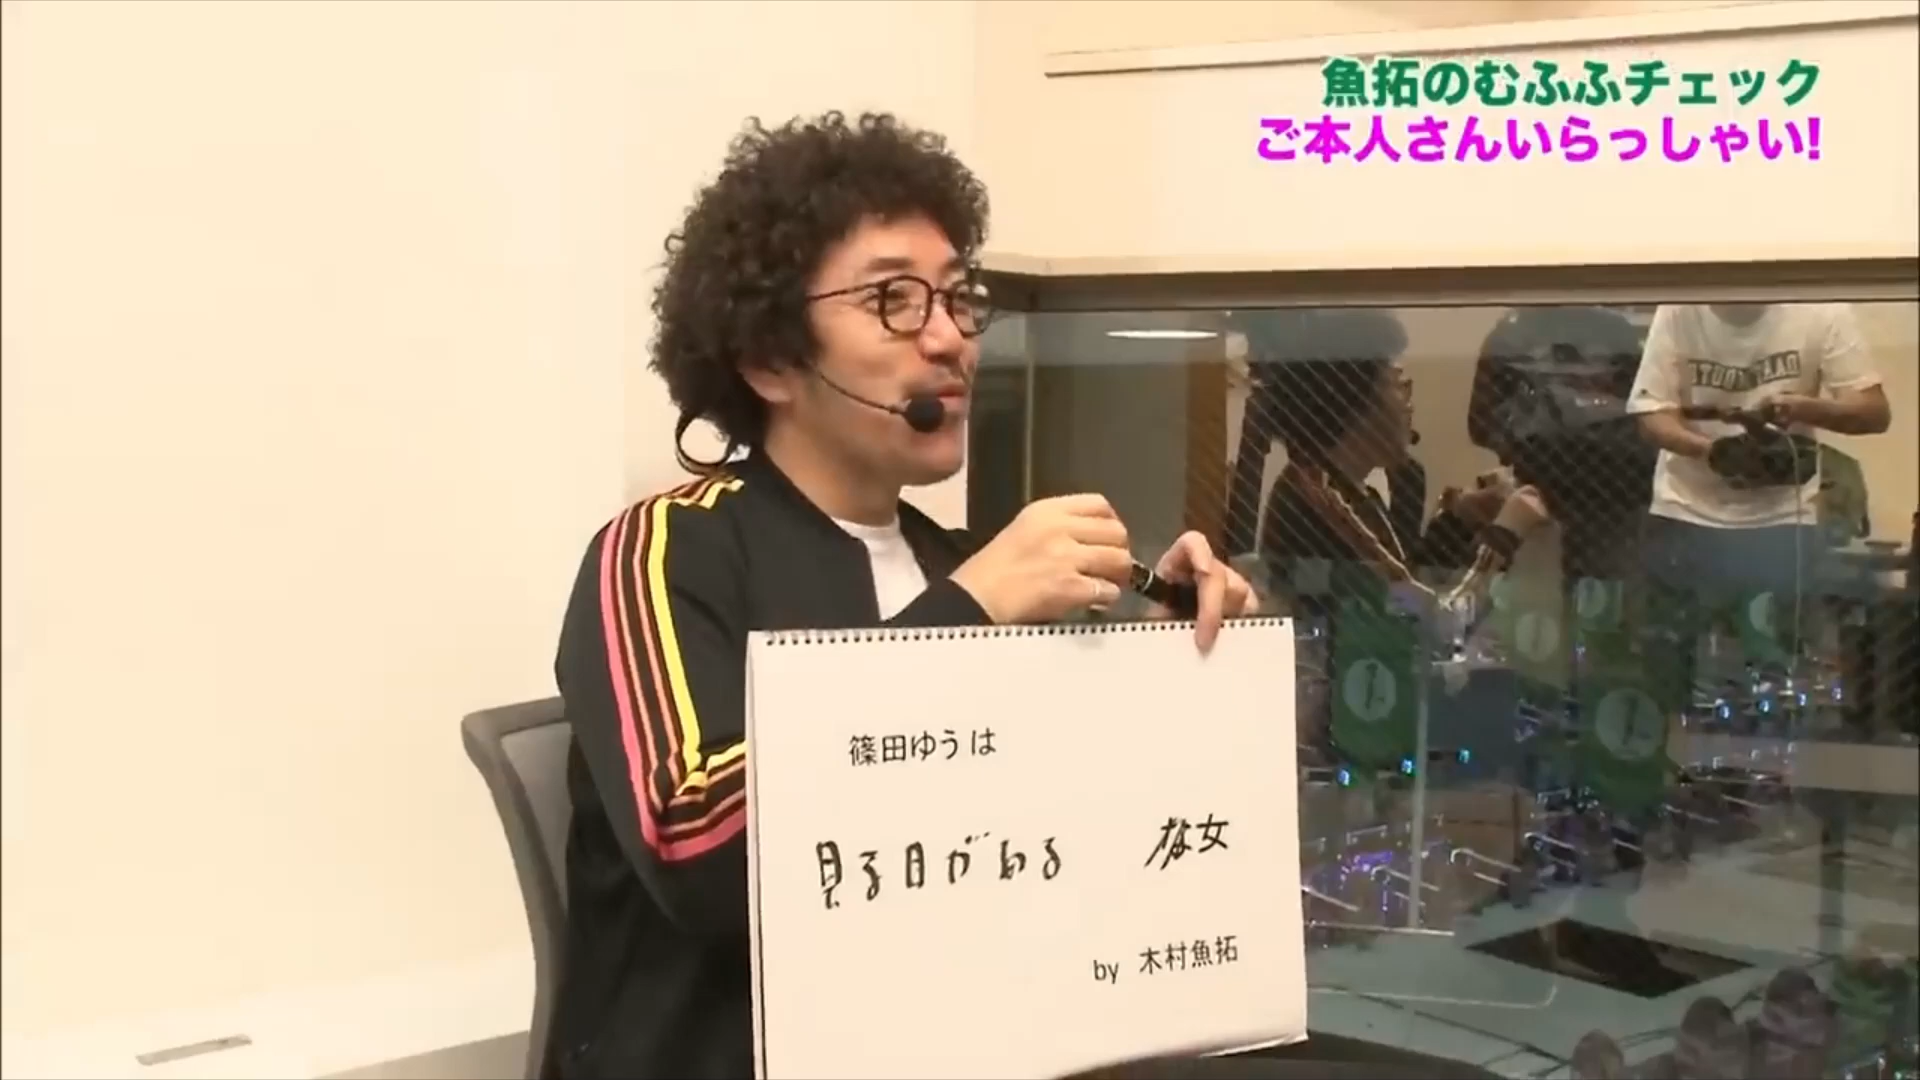 魚拓のむふふチェック
ご本人さんいらっしゃい!
篠田ゆうは
見る目がある な女
by 木村魚拓